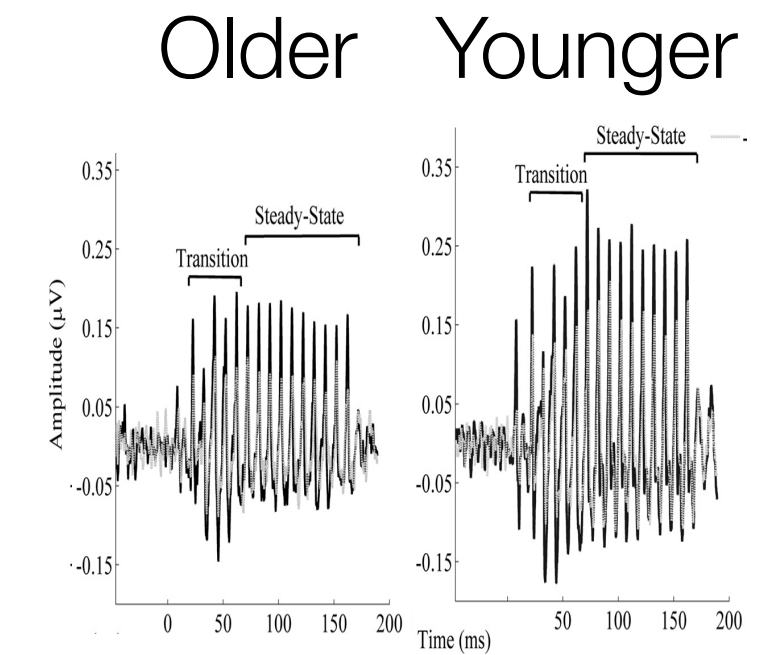 Older Younger
Steady-State
Transition
Steady-State
Transition
0.35
0.25
0.15
0.05
-0.05
-0.15
Amplitude (µV)
0 50 100 150 200
0.35
0.25
0.15
0.05
-0.05
-0.15
50 100 150 200
Time (ms)